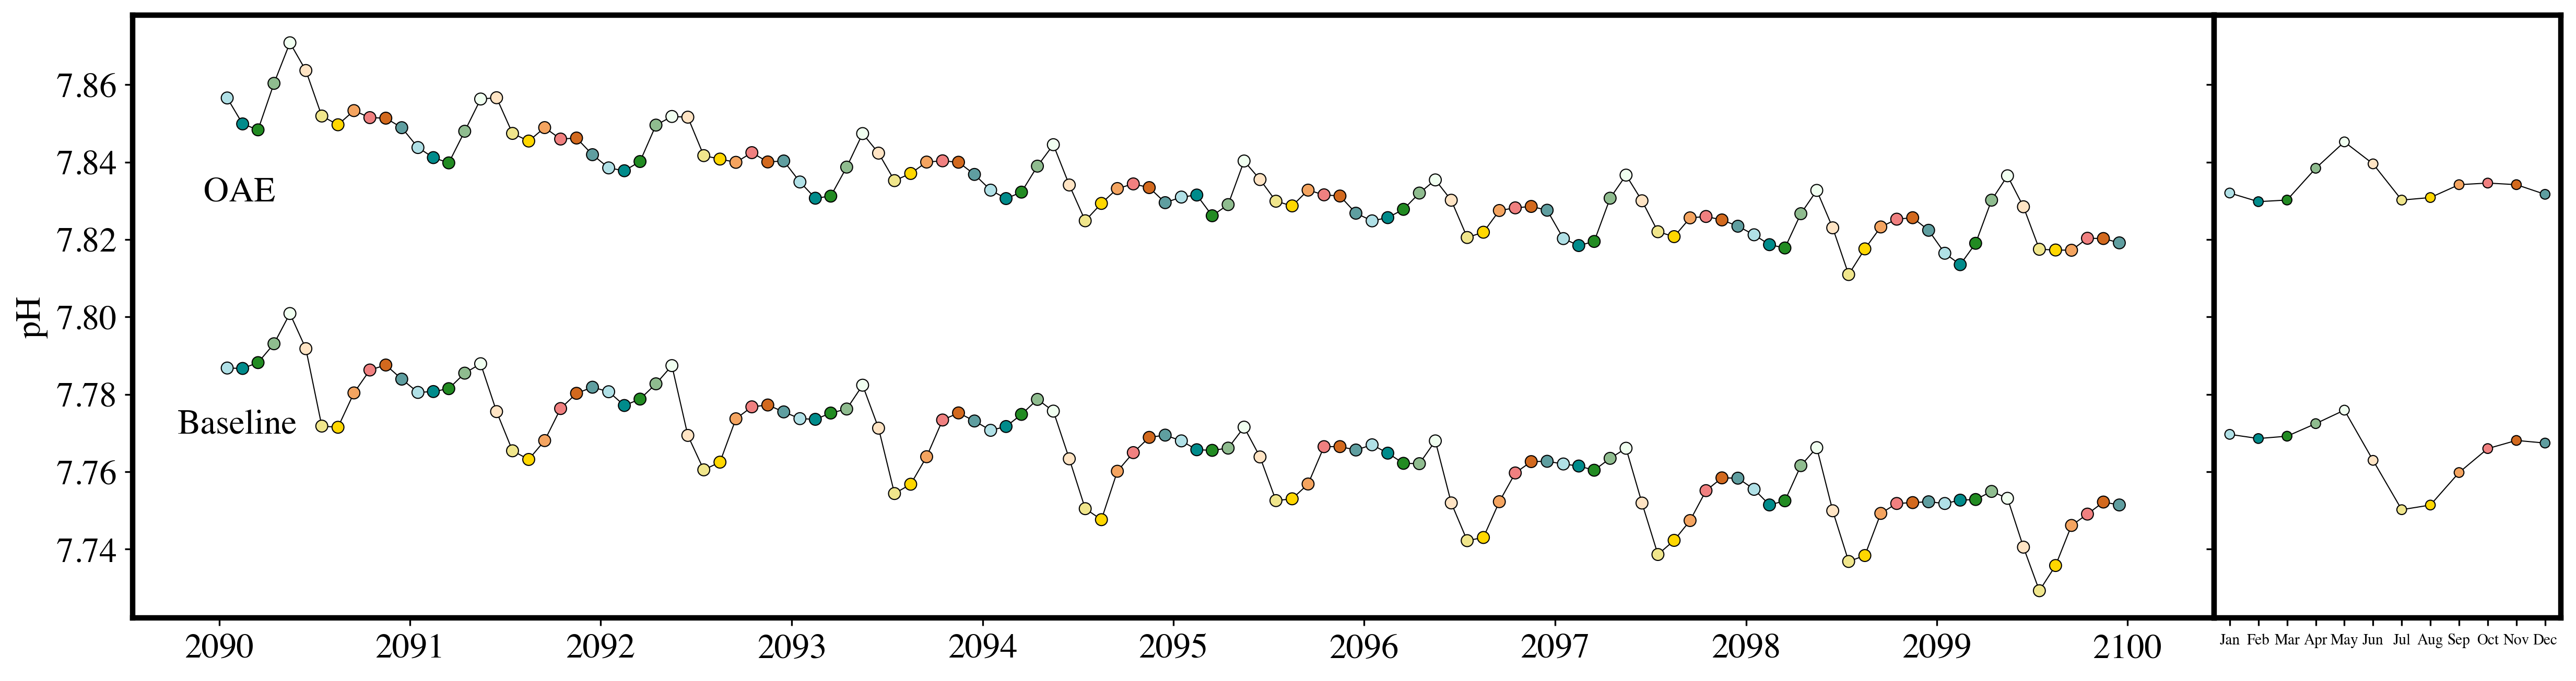 7.86
7.84
OAE
7.82
pH
7.80
7.78
Baseline
7.76
7.74
2090 2091 2092 2093 2094 2095 2096 2097 2098 2099 2100
Jan Feb Mar Apr May Jun Jul Aug Sep Oct Nov Dec